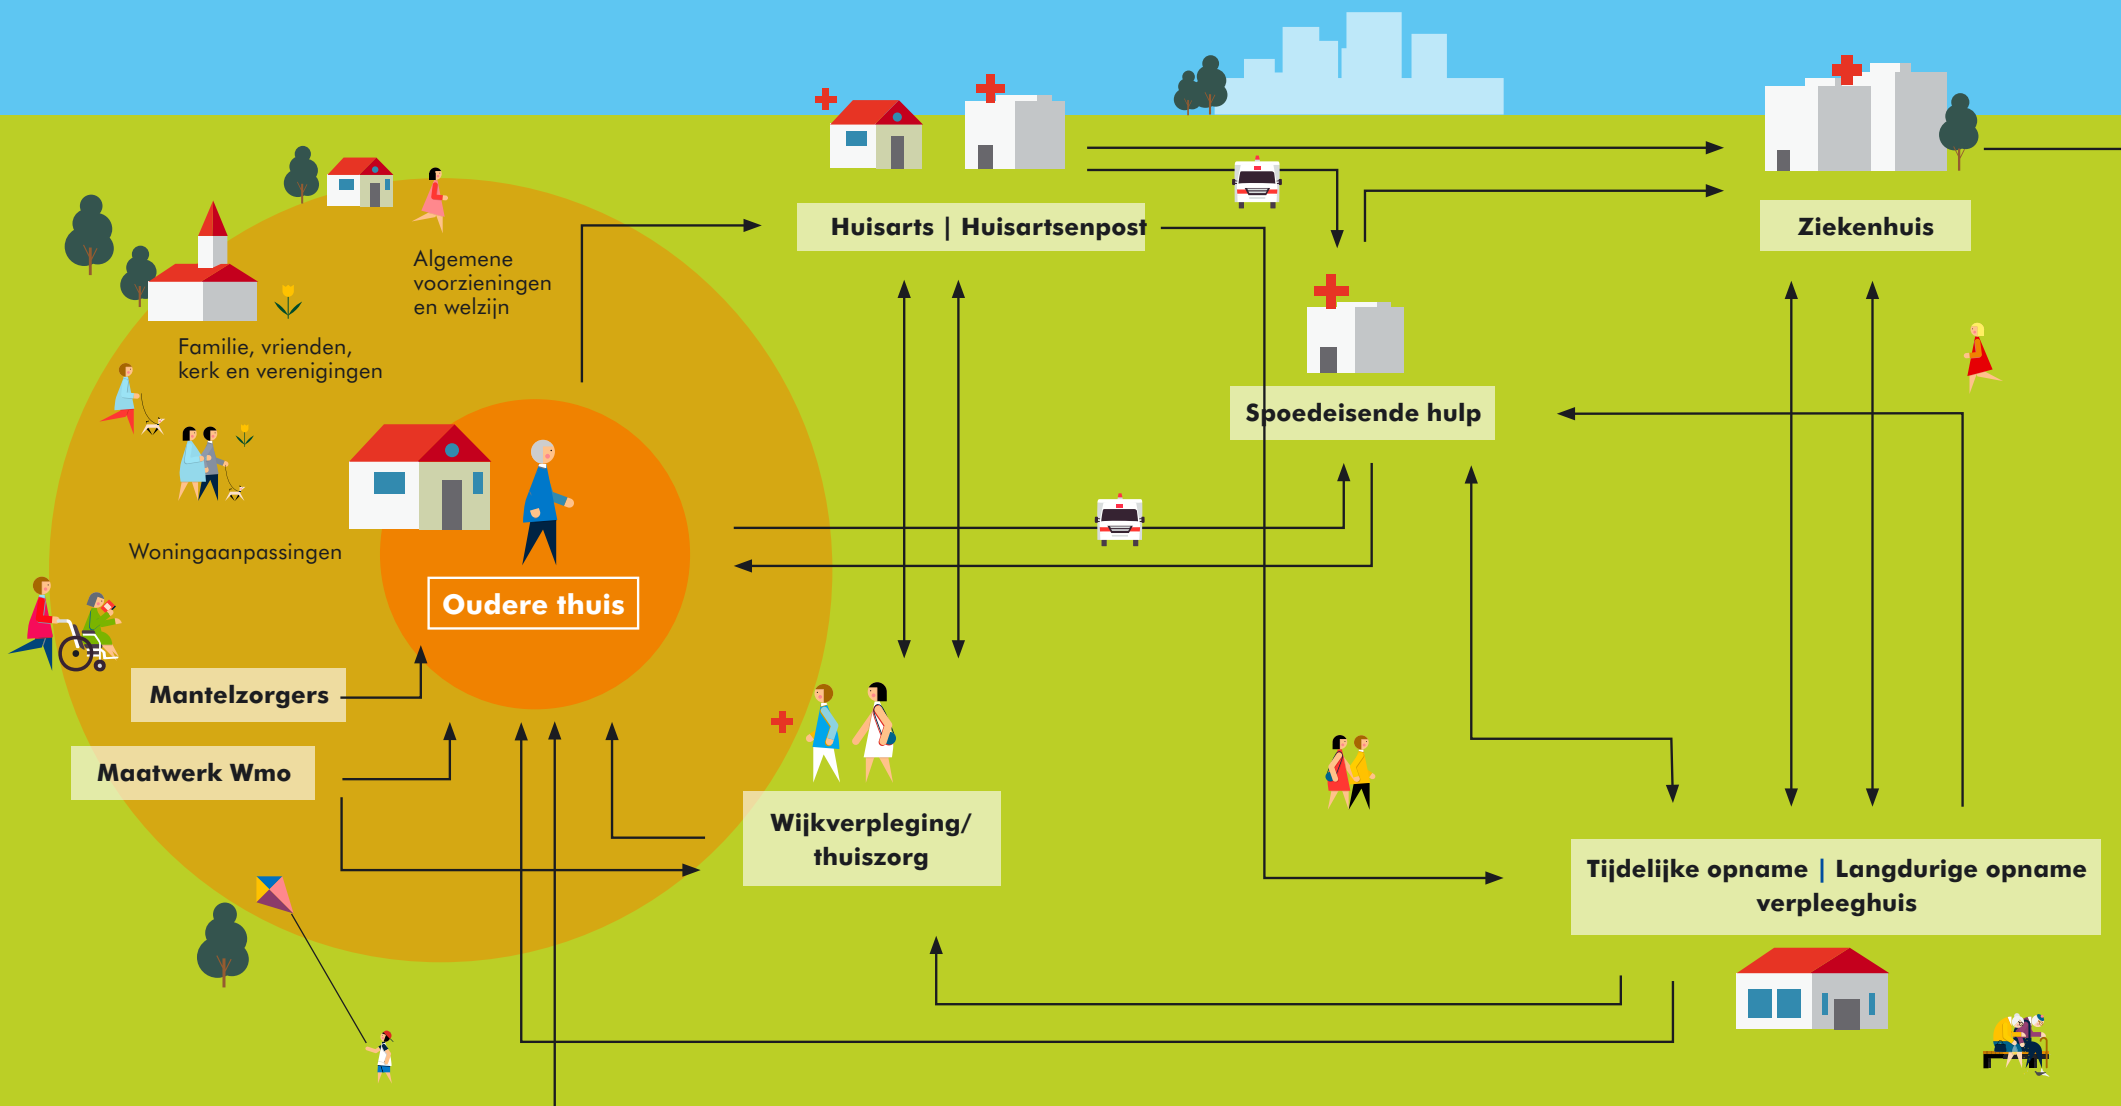 Huisarts | Huisartsenpost
Ziekenhuis
Algemene
voorzieningen
en welzijn
Familie, vrienden,
kerk en verenigingen
Spoedeisende hulp
Woningaanpassingen
Oudere thuis
Mantelzorgers
Maatwerk Wmo
Wijkverpleging/
thuiszorg
Tijdelijke opname | Langdurige opname
verpleeghuis